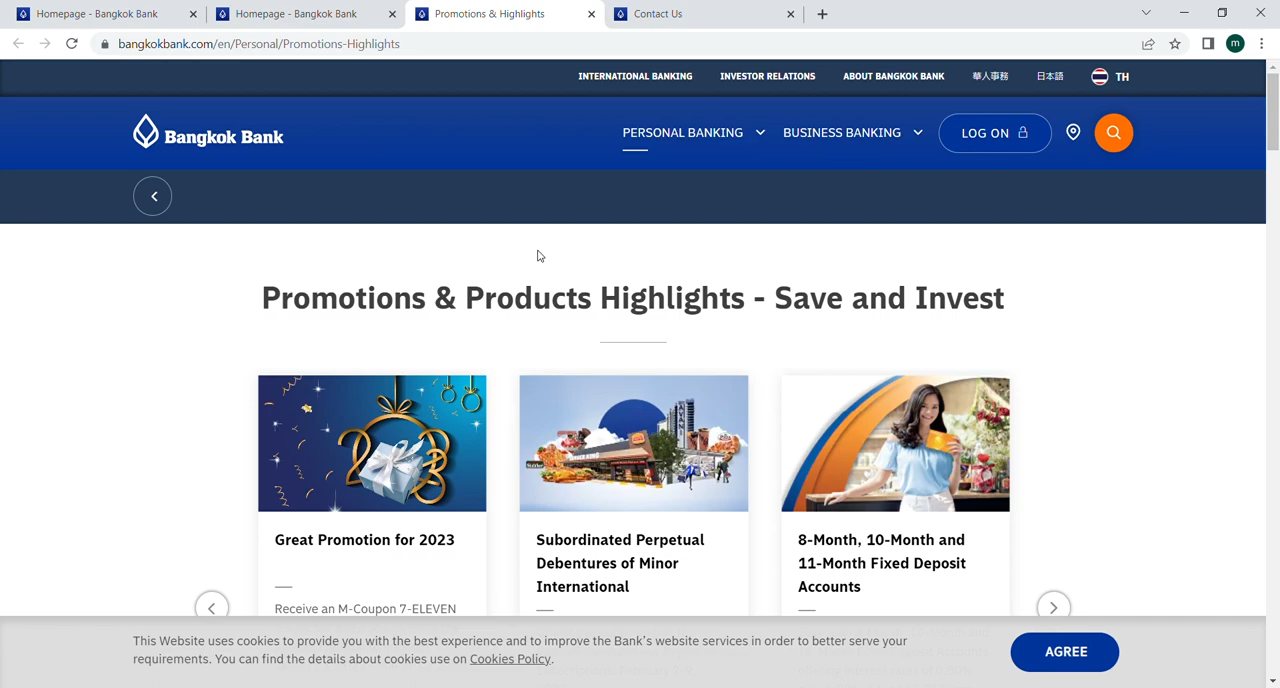 Homepage - Bangkok Bank
Homepage - Bangkok Bank
Promotions & Highlights
Contact Us
bangkokbank.com/en/Personal/Promotions-Highlights
m
INTERNATIONAL BANKING
INVESTOR RELATIONS
ABOUT BANGKOK BANK
華人事務
日本語
TH
Bangkok Bank
PERSONAL BANKING
BUSINESS BANKING
LOG ON
Promotions & Products Highlights - Save and Invest
Great Promotion for 2023
Receive an M-Coupon 7-ELEVEN
Subordinated Perpetual
Debentures of Minor
International
8-Month, 10-Month and
11-Month Fixed Deposit
Accounts
This Website uses cookies to provide you with the best experience and to improve the Bank's website services in order to better serve your
requirements. You can find the details about cookies use on Cookies Policy.
AGREE